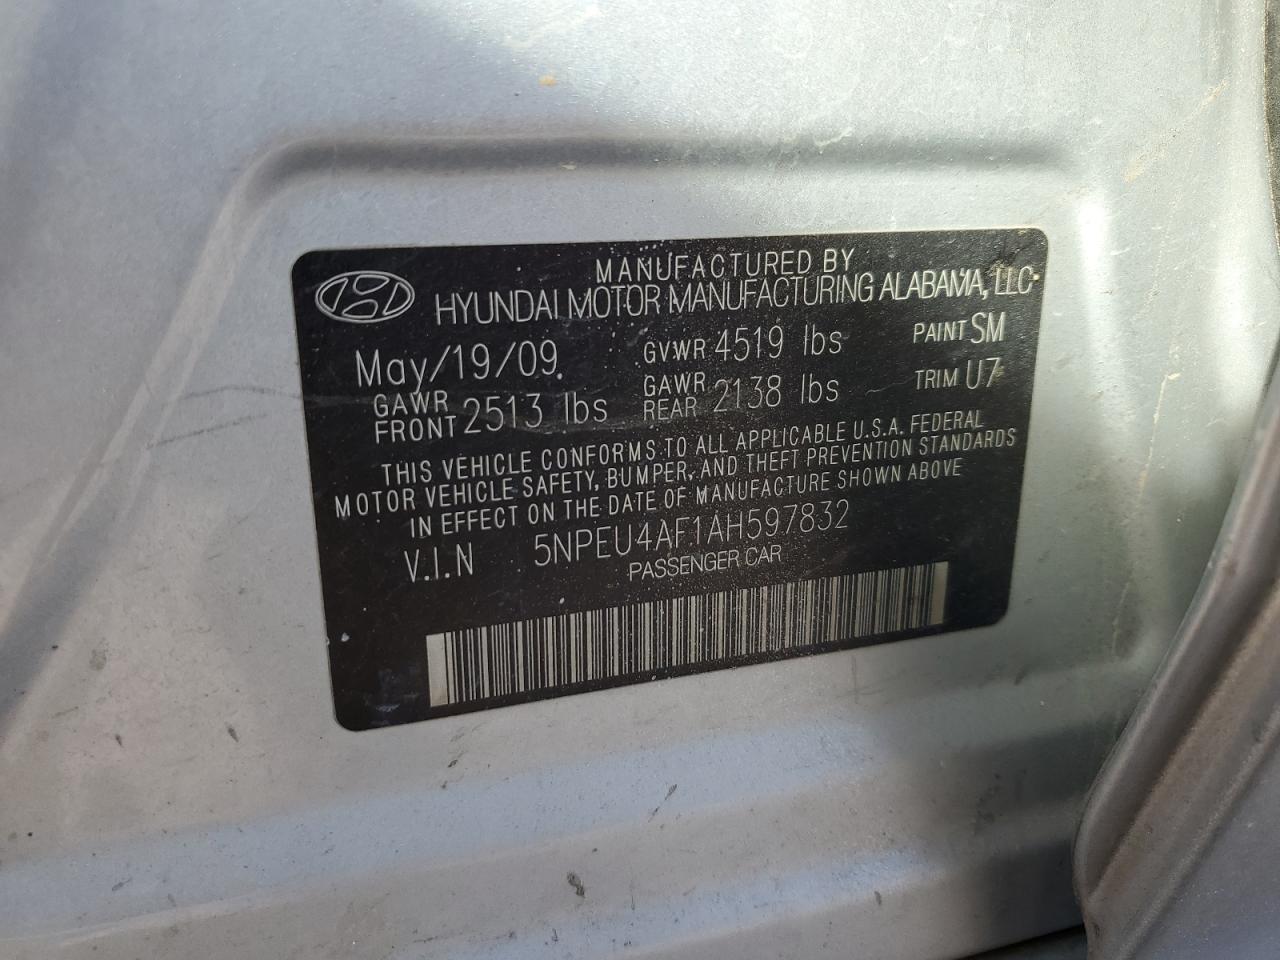 MANUFACTURED BY
HYUNDAI MOTOR MANUFACTURING ALABAMA, LLC
May/19/09 GVWR 4519 lbs PAINT SM
GAWR FRONT 2513 lbs GAWR REAR 2138 lbs TRIM U7
THIS VEHICLE CONFORMS TO ALL APPLICABLE U.S.A. FEDERAL
MOTOR VEHICLE SAFETY, BUMPER, AND THEFT PREVENTION STANDARDS
IN EFFECT ON THE DATE OF MANUFACTURE SHOWN ABOVE
V.I.N 5NPEU4AF1AH597832
PASSENGER CAR